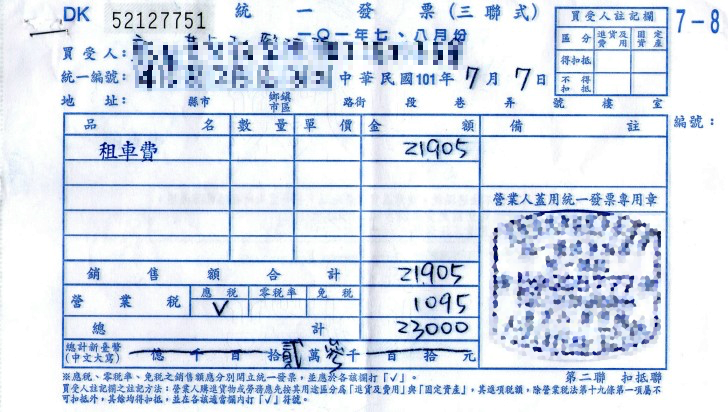 DK 52127751
統一發票(三聯式)
一〇一年七、八月份
買受人註記欄
區分 進貨及費用 固定資產
得扣抵
不得扣抵
7-8
買受人:
統一編號:
中華民國101年7月7日
地址: 縣市 鄉鎮市區 路街 段 巷 弄 號 樓 室
品名 數量 單價 金額 備註
編號:
租車費 21905
營業人蓋用統一發票專用章
銷售額合計 21905
營業稅 應稅 零稅率 免稅 1095
✓
總計 23000
總計新臺幣(中文大寫) 億 千 百 拾貳萬參千 百 拾 元
第二聯 扣抵聯
※應稅、零稅率、免稅之銷售額應分別開立統一發票,並應於各該欄打「✓」。
買受人註記欄之註記方法:營業人購進貨物或勞務應先按其用途區分為「進貨及費用」與「固定資產」,其進項稅額,除營業稅法第十九條第一項屬不
可扣抵外,其餘均得扣抵,並在各該適當欄內打「✓」符號。